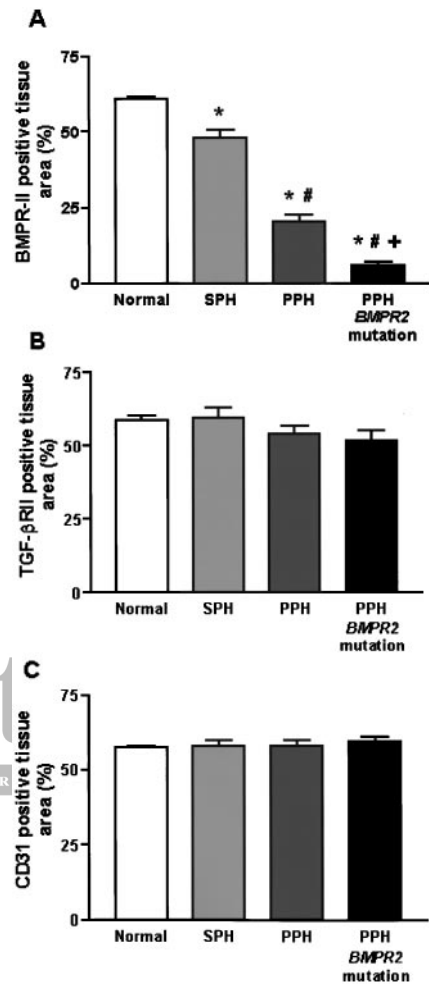 A
BMPR-II positive tissue
area (%)
75
50
25
0
*
* #
* # +
Normal SPH PPH PPH
BMPR2
mutation
B
TGF-βRII positive tissue
area (%)
75
50
25
0
Normal SPH PPH PPH
BMPR2
mutation
C
CD31 positive tissue
area (%)
75
50
25
0
Normal SPH PPH PPH
BMPR2
mutation
R